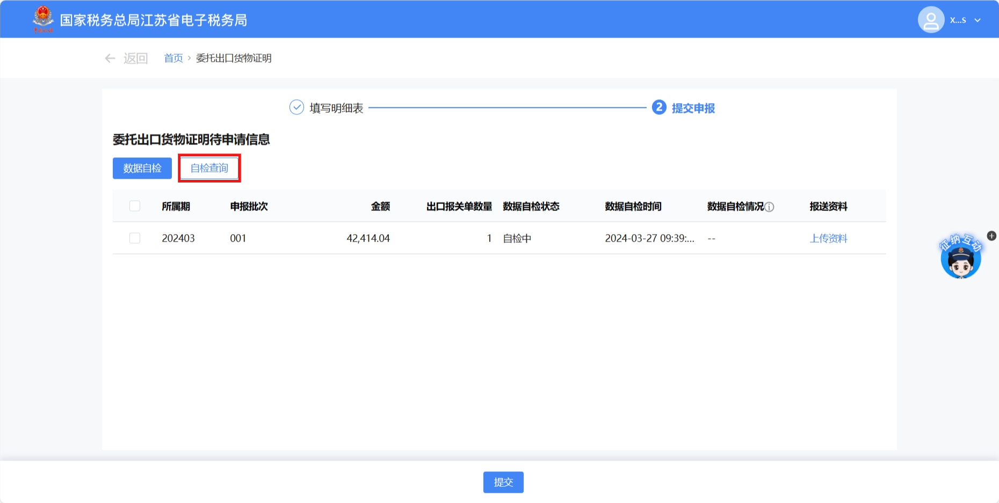 国家税务总局江苏省电子税务局
x...s
返回 首页 > 委托出口货物证明
填写明细表 2 提交申报
委托出口货物证明待申请信息
数据自检 自检查询
所属期 申报批次 金额 出口报关单数量 数据自检状态 数据自检时间 数据自检情况 报送资料
202403 001 42,414.04 1 自检中 2024-03-27 09:39:... -- 上传资料
征纳互动
提交